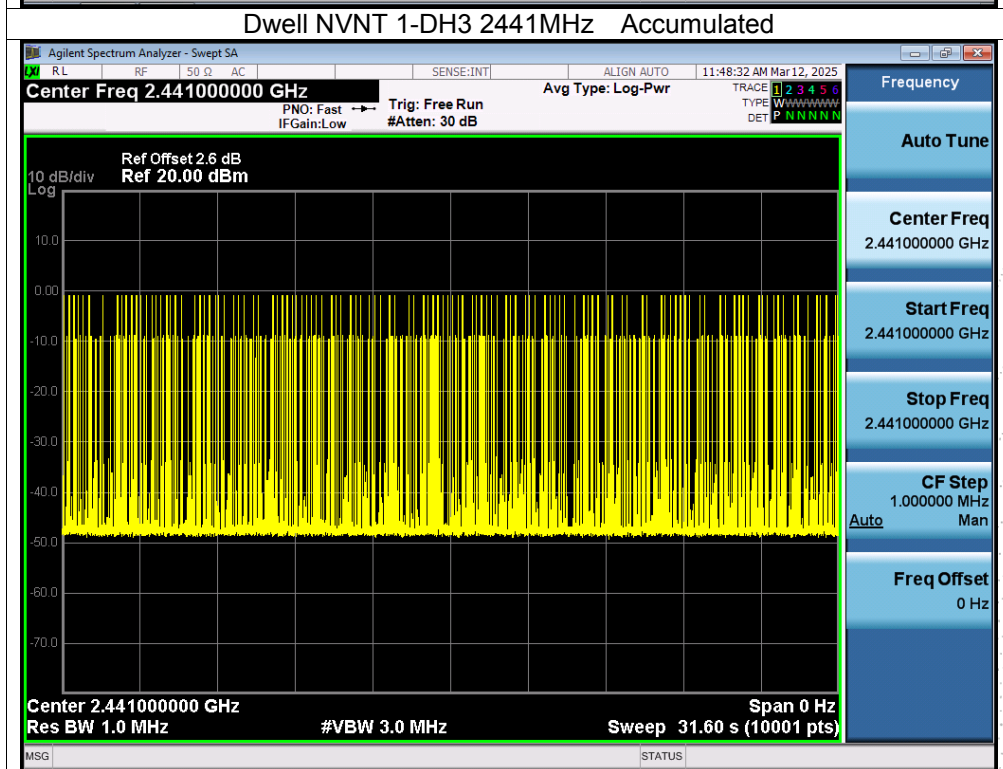 Dwell NVNT 1-DH3 2441MHz Accumulated
Agilent Spectrum Analyzer - Swept SA
LXI RL RF 50 Ω AC SENSE:INT ALIGN AUTO 11:48:32 AM Mar 12, 2025
Center Freq 2.441000000 GHz
PNO: Fast
IFGain:Low
Trig: Free Run
#Atten: 30 dB
Avg Type: Log-Pwr
TRACE 1 2 3 4 5 6
TYPE WWWWWW
DET P N N N N N
Frequency
Auto Tune
Center Freq
2.441000000 GHz
Start Freq
2.441000000 GHz
Stop Freq
2.441000000 GHz
CF Step
1.000000 MHz
Auto Man
Freq Offset
0 Hz
Ref Offset 2.6 dB
10 dB/div Ref 20.00 dBm
Log
10.0
0.00
-10.0
-20.0
-30.0
-40.0
-50.0
-60.0
-70.0
Center 2.441000000 GHz Span 0 Hz
Res BW 1.0 MHz #VBW 3.0 MHz Sweep 31.60 s (10001 pts)
MSG STATUS